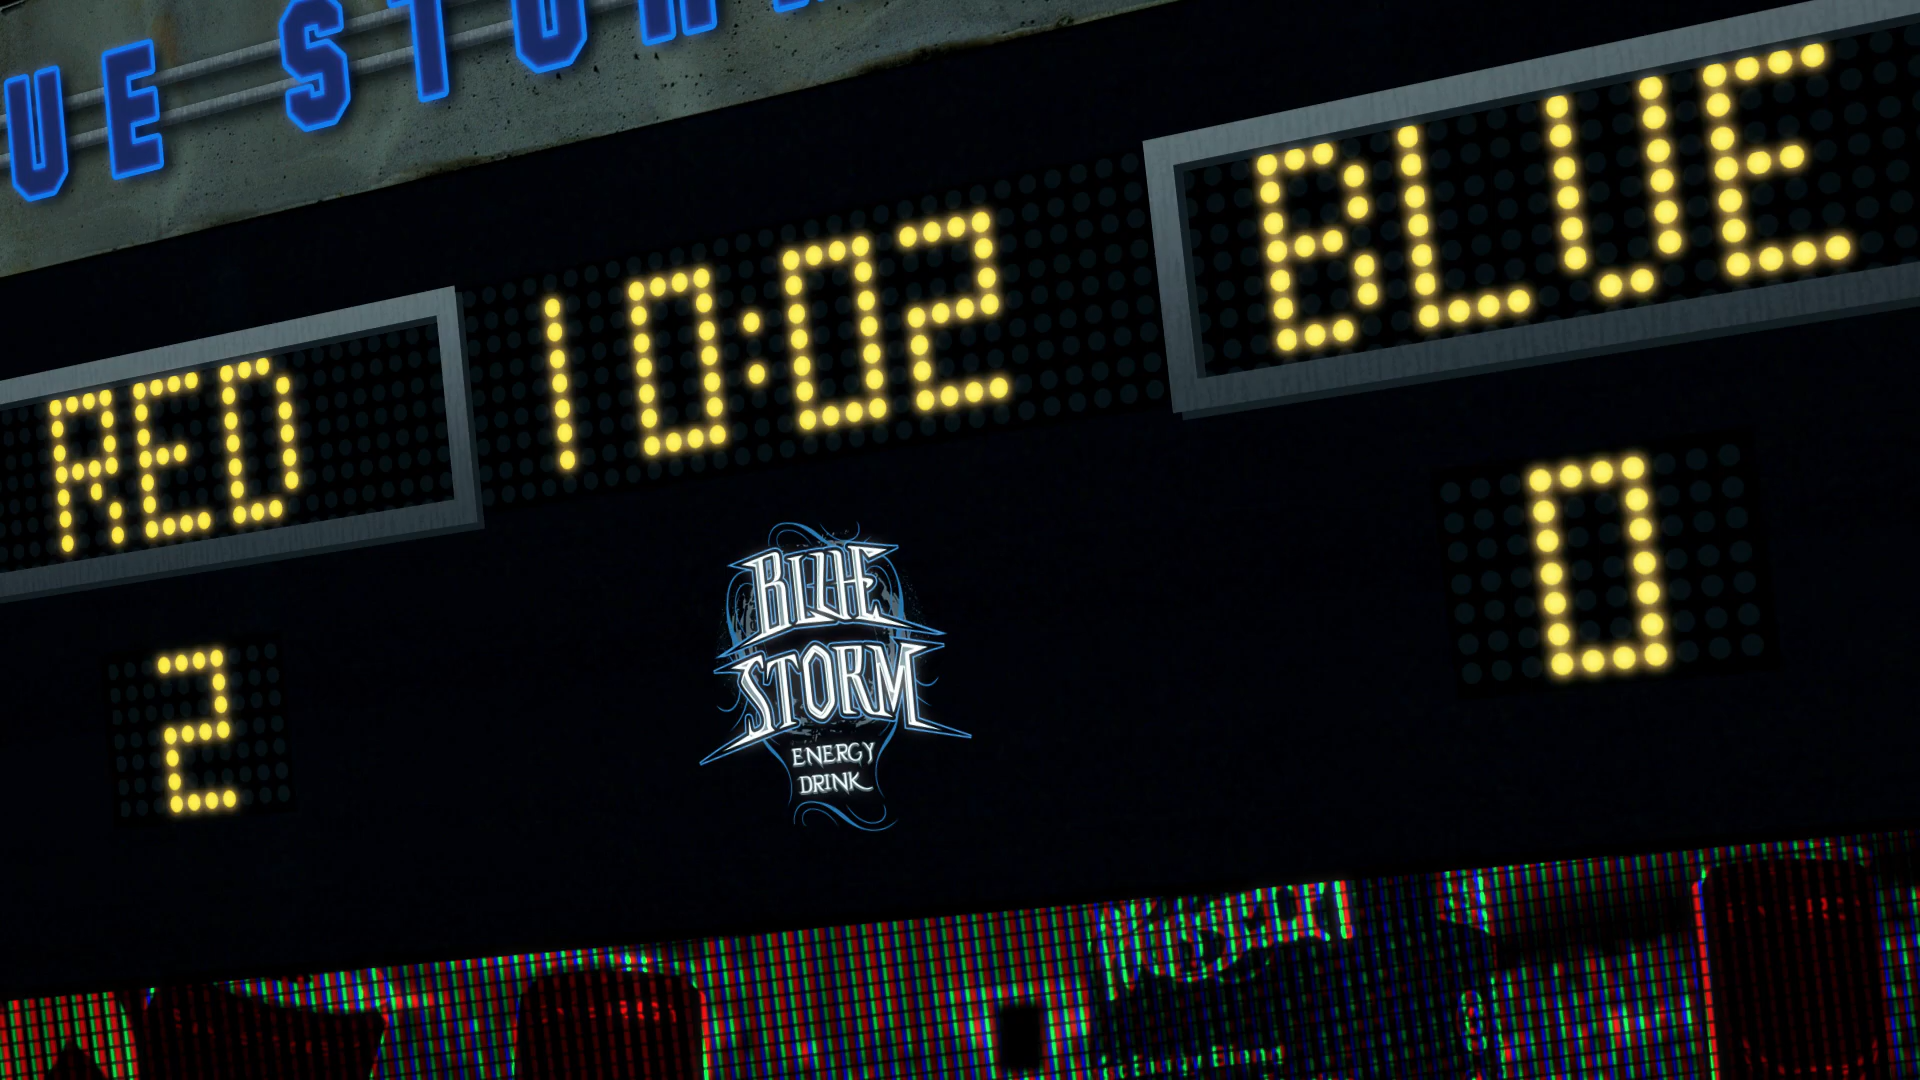 UE STORM
RED
10:02
BLUE
2
0
BLUE
STORM
ENERGY
DRINK